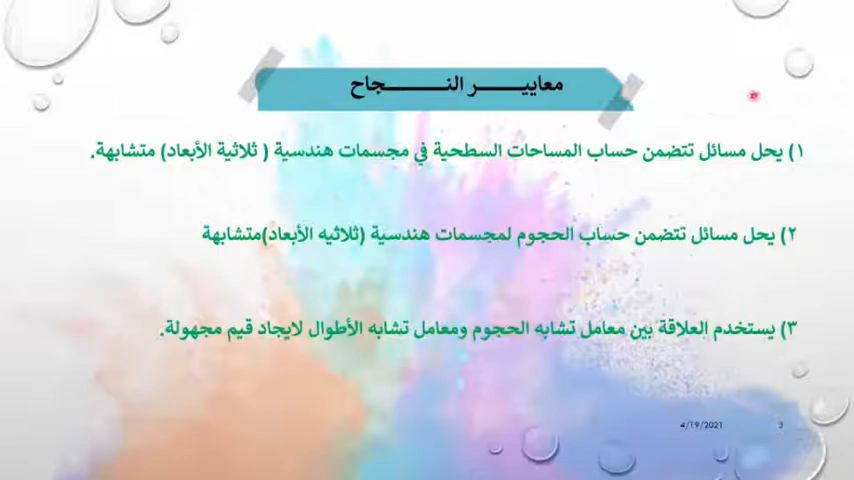 معاييـــــــر النـــــــــجاح
١) يحل مسائل تتضمن حساب المساحات السطحية في مجسمات هندسية ( ثلاثية الأبعاد) متشابهة.
٢) يحل مسائل تتضمن حساب الحجوم لمجسمات هندسية (ثلاثيه الأبعاد)متشابهة
٣) يستخدم العلاقة بين معامل تشابه الحجوم ومعامل تشابه الأطوال لايجاد قيم مجهولة.
4/19/2021 3